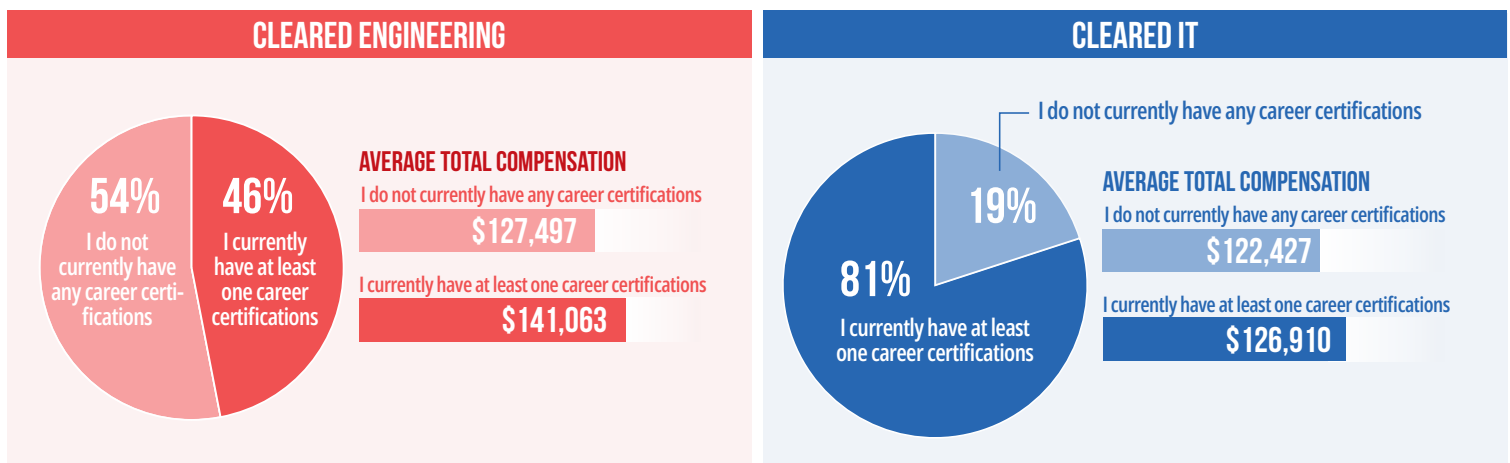 CLEARED ENGINEERING
54%
I do not
currently have
any career certi-
fications
46%
I currently
have at least
one career
certifications
AVERAGE TOTAL COMPENSATION
I do not currently have any career certifications
$127,497
I currently have at least one career certifications
$141,063
CLEARED IT
I do not currently have any career certifications
19%
81%
I currently have at least
one career certifications
AVERAGE TOTAL COMPENSATION
I do not currently have any career certifications
$122,427
I currently have at least one career certifications
$126,910